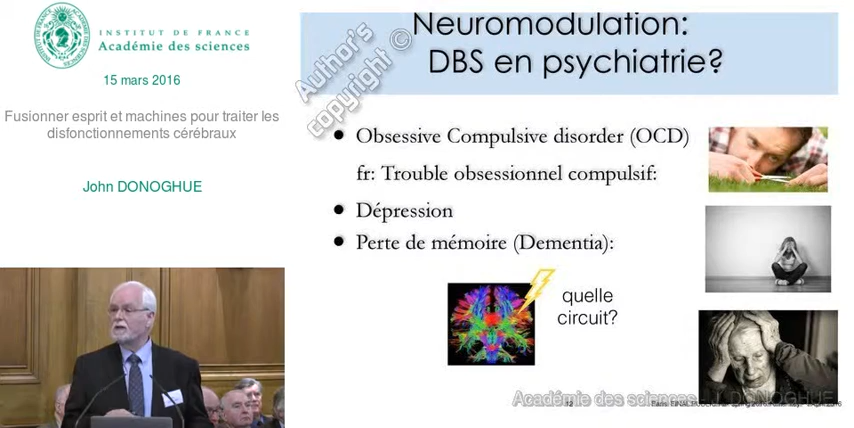 INSTITUT DE FRANCE
Académie des sciences
15 mars 2016
Fusionner esprit et machines pour traiter les
disfonctionnements cérébraux
John DONOGHUE
Author's
copyright ©
Neuromodulation:
DBS en psychiatrie?
• Obsessive Compulsive disorder (OCD)
fr: Trouble obsessionnel compulsif:
• Dépression
• Perte de mémoire (Dementia):
quelle
circuit?
Académie des sciences - J. DONOGHUE
12